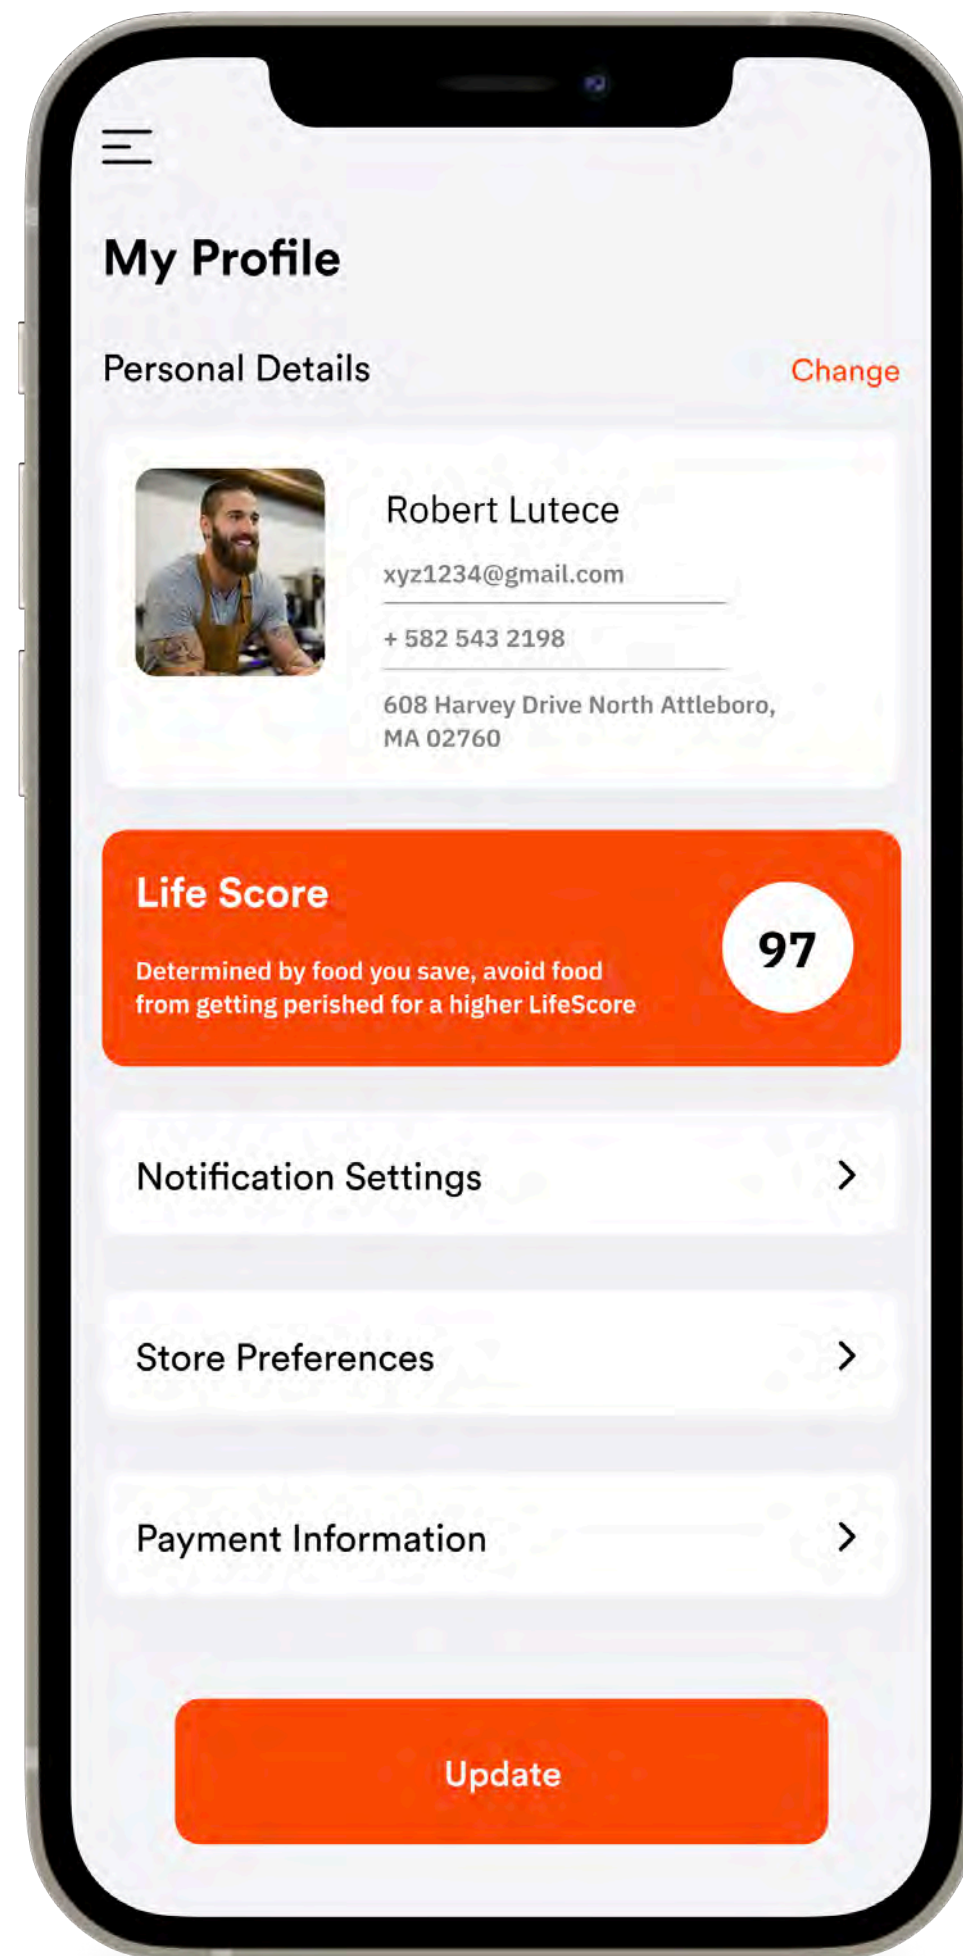 My Profile
Personal Details
Change
Robert Lutece
xyz1234@gmail.com
+ 582 543 2198
608 Harvey Drive North Attleboro,
MA 02760
Life Score
97
Determined by food you save, avoid food
from getting perished for a higher LifeScore
Notification Settings
Store Preferences
Payment Information
Update